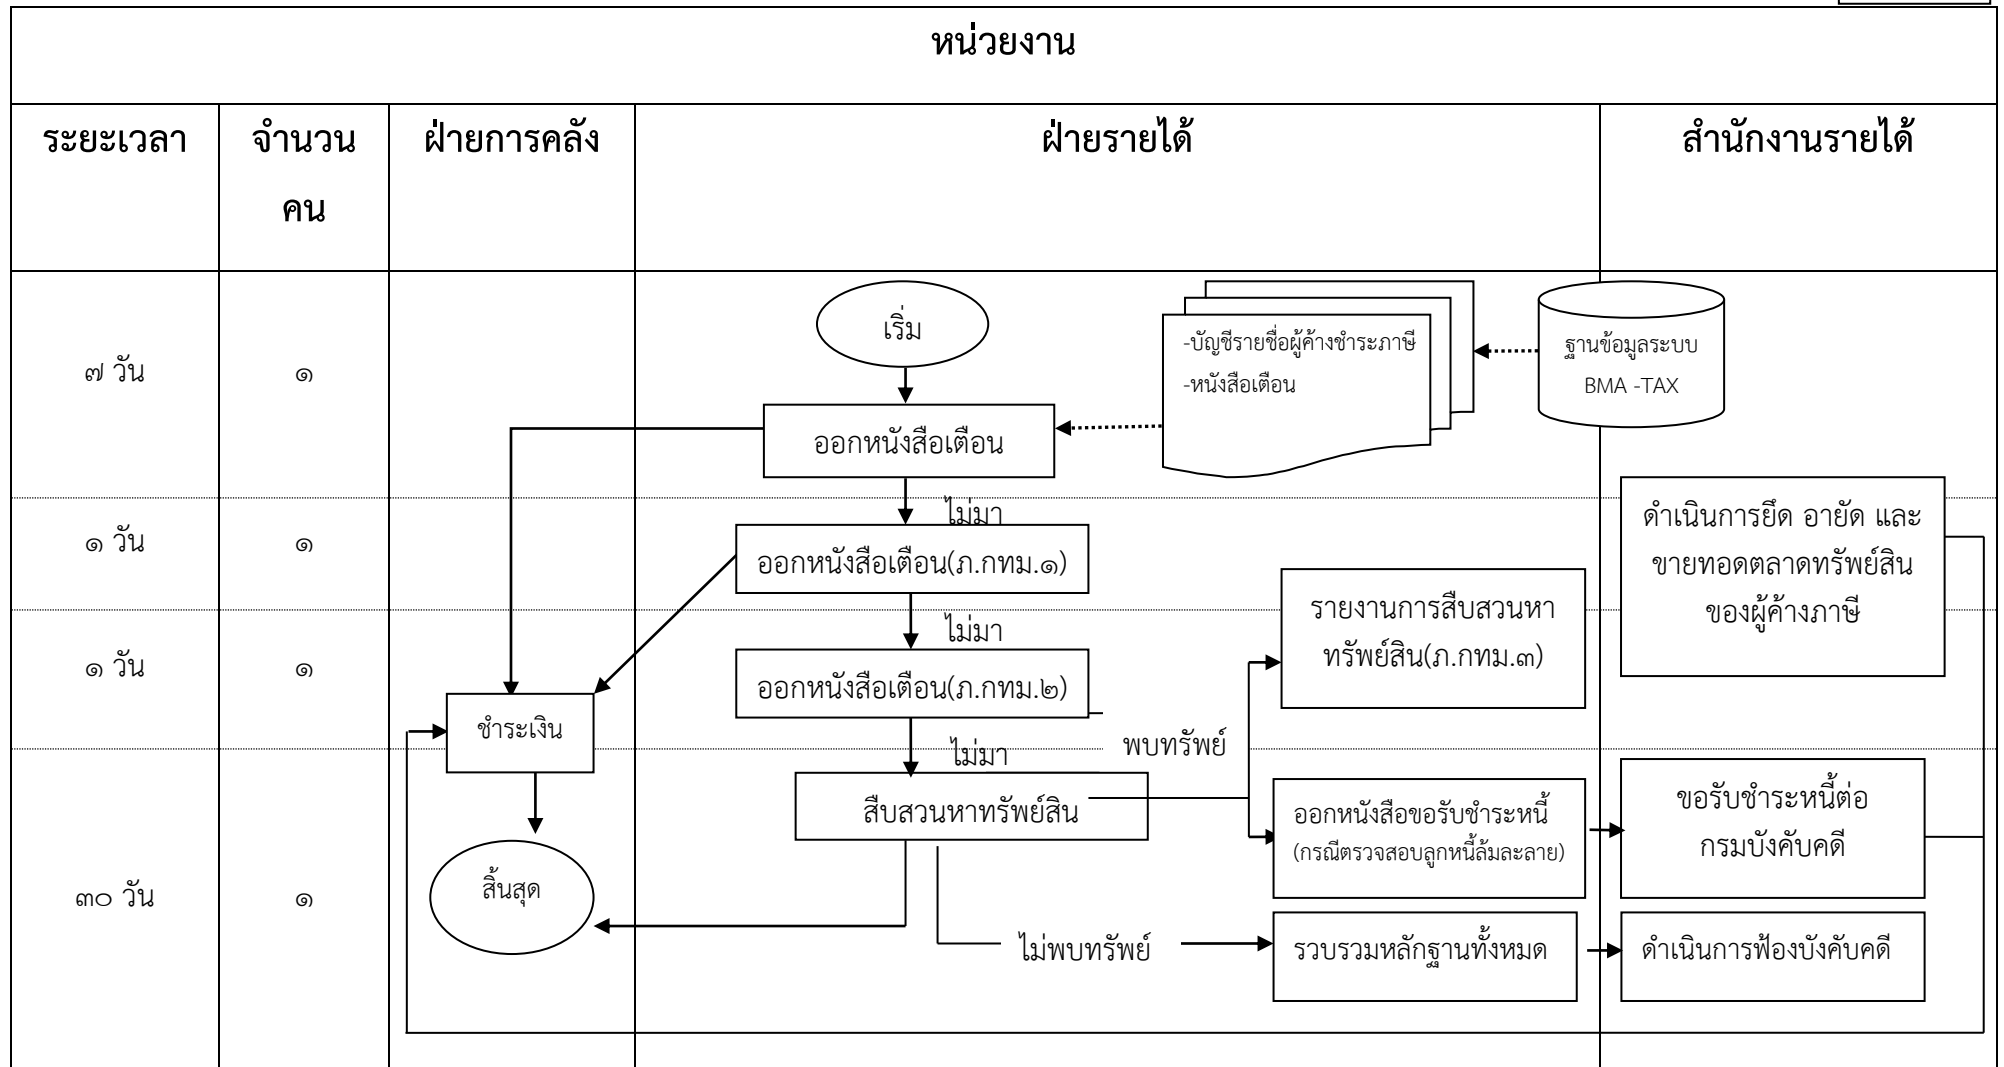 หน่วยงาน
ระยะเวลา
จำนวน
คน
ฝ่ายการคลัง
ฝ่ายรายได้
สำนักงานรายได้
๗ วัน
๑
เริ่ม
-บัญชีรายชื่อผู้ค้างชำระภาษี
-หนังสือเตือน
ฐานข้อมูลระบบ
BMA -TAX
ออกหนังสือเตือน
ไม่มา
๑ วัน
๑
ออกหนังสือเตือน(ภ.กทม.๑)
ดำเนินการยึด อายัด และ
ขายทอดตลาดทรัพย์สิน
ของผู้ค้างภาษี
ไม่มา
รายงานการสืบสวนหา
ทรัพย์สิน(ภ.กทม.๓)
๑ วัน
๑
ออกหนังสือเตือน(ภ.กทม.๒)
ชำระเงิน
ไม่มา
พบทรัพย์
สืบสวนหาทรัพย์สิน
ออกหนังสือขอรับชำระหนี้
(กรณีตรวจสอบลูกหนี้ล้มละลาย)
ขอรับชำระหนี้ต่อ
กรมบังคับคดี
๓๐ วัน
๑
สิ้นสุด
ไม่พบทรัพย์
รวบรวมหลักฐานทั้งหมด
ดำเนินการฟ้องบังคับคดี